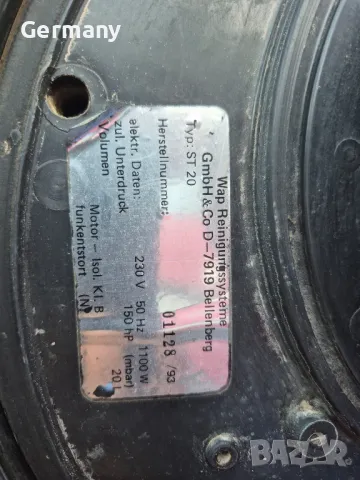 Germany
Wap Reinigungssysteme
GmbH & Co D-7919 Bellenberg
Typ: ST 20
Herstellnummer: 01128 /93
elektr. Daten: 230 V 50 Hz 1100 W
zul. Unterdruck 150 hP (mbar)
Volumen 20 L
Motor - Isol. Kl. B
funkentstört (N)
BAZAR